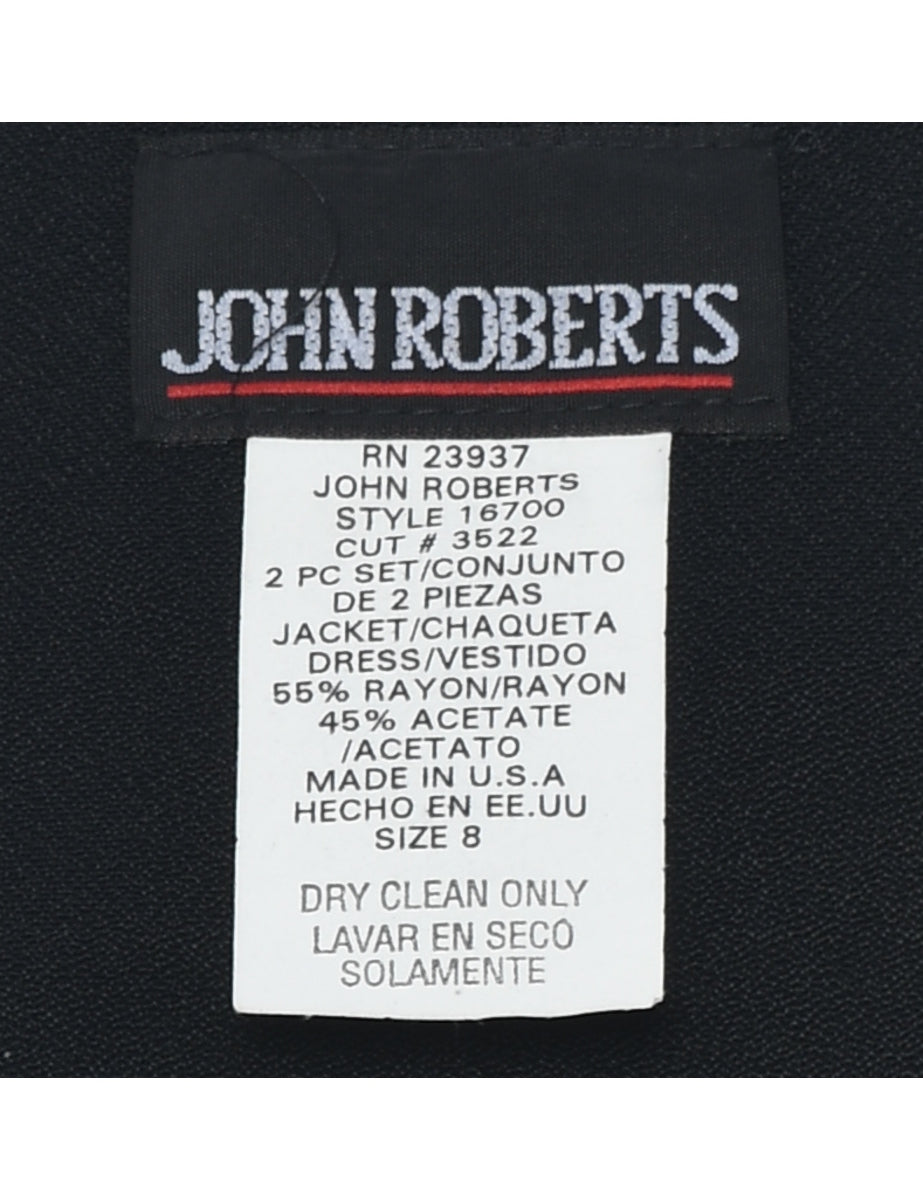 JOHN ROBERTS
RN 23937
JOHN ROBERTS
STYLE 16700
CUT # 3522
2 PC SET/CONJUNTO
DE 2 PIEZAS
JACKET/CHAQUETA
DRESS/VESTIDO
55% RAYON/RAYON
45% ACETATE
/ACETATO
MADE IN U.S.A
HECHO EN EE.UU
SIZE 8
DRY CLEAN ONLY
LAVAR EN SECO
SOLAMENTE